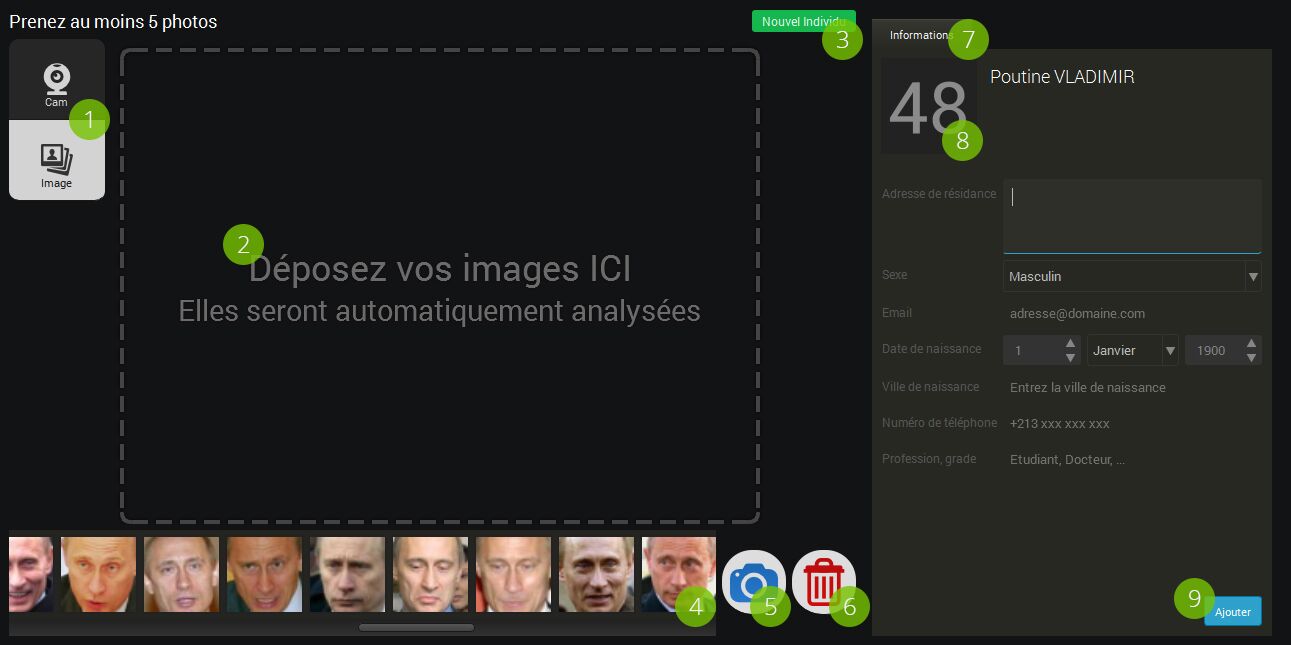 Prenez au moins 5 photos
Nouvel Individu
3
Cam
1
Image
2
Déposez vos images ICI
Elles seront automatiquement analysées
4
5
6
Informations
7
48
8
Poutine VLADIMIR
Adresse de résidance
Sexe
Masculin
Email
adresse@domaine.com
Date de naissance
1
Janvier
1900
Ville de naissance
Entrez la ville de naissance
Numéro de téléphone
+213 xxx xxx xxx
Profession, grade
Etudiant, Docteur, ...
9
Ajouter